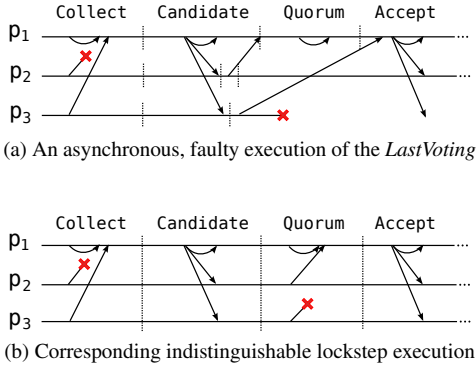 Collect Candidate Quorum Accept
p1
p2
p3
(a) An asynchronous, faulty execution of the LastVoting
Collect Candidate Quorum Accept
p1
p2
p3
(b) Corresponding indistinguishable lockstep execution